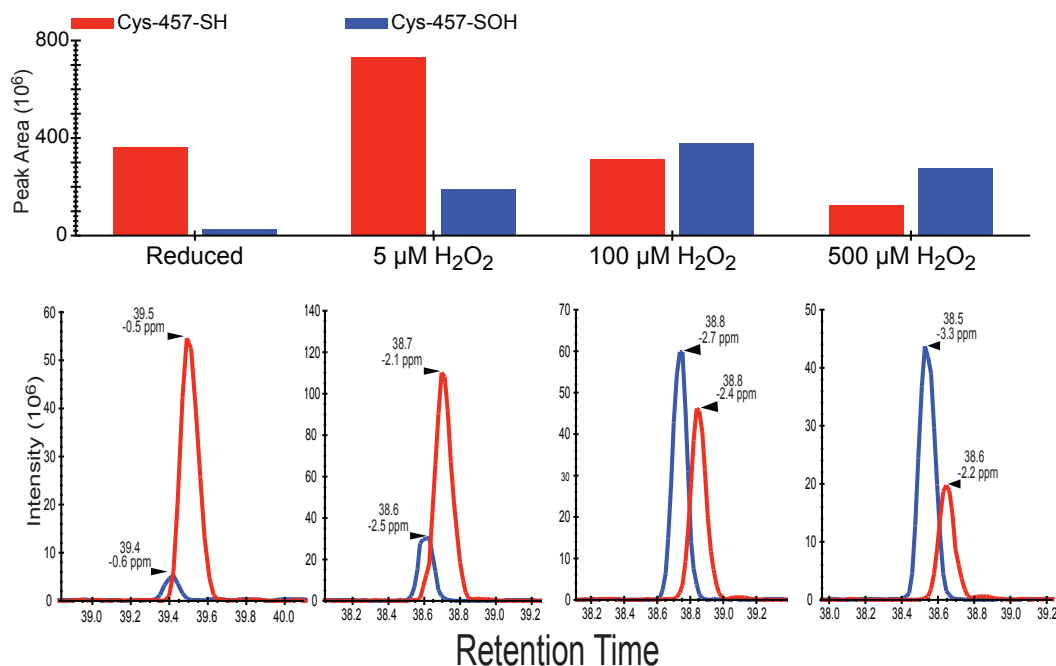 Cys-457-SH
Cys-457-SOH
Peak Area (10⁶)
800
400
0
Reduced
5 µM H₂O₂
100 µM H₂O₂
500 µM H₂O₂
Intensity (10⁶)
60
50
40
30
20
10
0
39.5
-0.5 ppm
39.4
-0.6 ppm
39.0 39.2 39.4 39.6 39.8 40.0
140
120
100
80
60
40
20
0
38.7
-2.1 ppm
38.6
-2.5 ppm
38.2 38.4 38.6 38.8 39.0 39.2
70
60
50
40
30
20
10
0
38.8
-2.7 ppm
38.8
-2.4 ppm
38.2 38.4 38.6 38.8 39.0 39.2
50
40
30
20
10
0
38.5
-3.3 ppm
38.6
-2.2 ppm
38.0 38.2 38.4 38.6 38.8 39.0 39.2
Retention Time